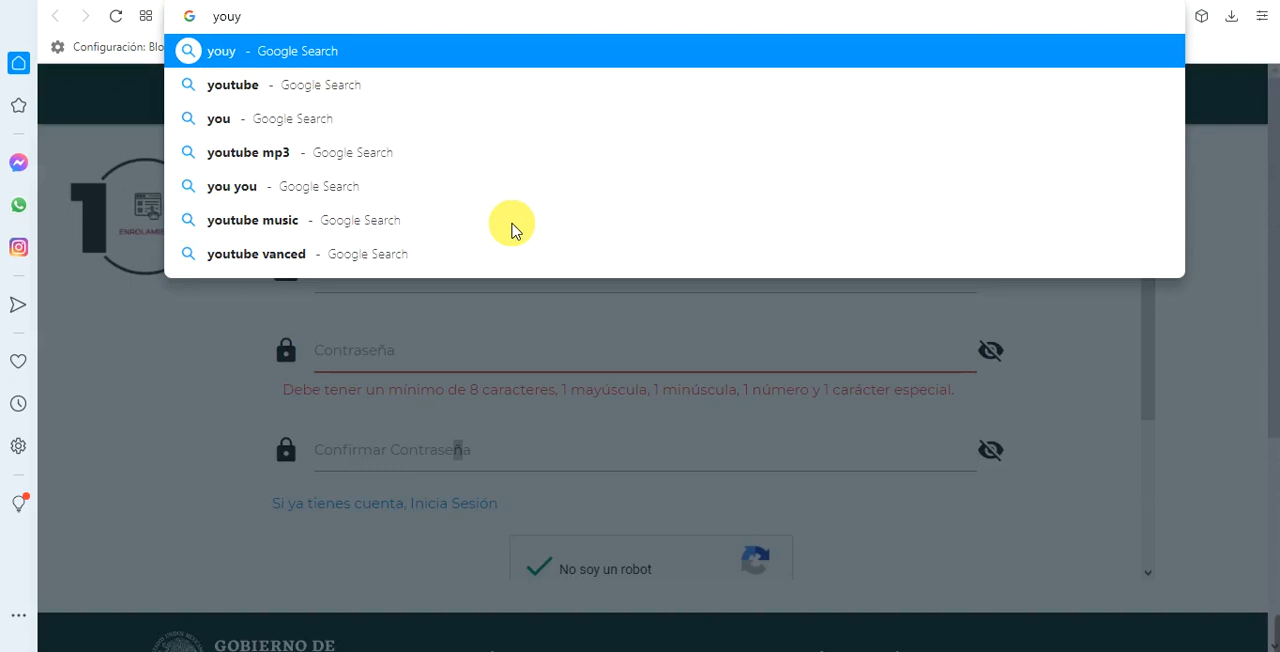 youy
Configuración: Blo
youy - Google Search
youtube - Google Search
you - Google Search
youtube mp3 - Google Search
you you - Google Search
youtube music - Google Search
youtube vanced - Google Search
1
Contraseña
Debe tener un mínimo de 8 caracteres, 1 mayúscula, 1 minúscula, 1 número y 1 carácter especial.
Confirmar Contraseña
Si ya tienes cuenta, Inicia Sesión
No soy un robot
GOBIERNO DE